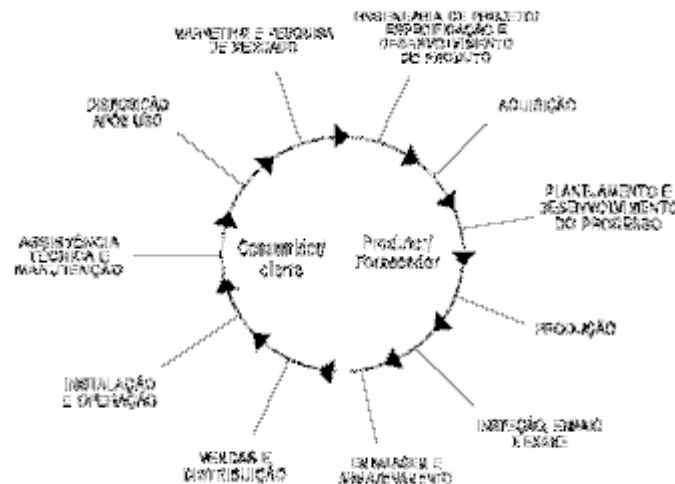 MARKETING E PESQUISA
DE MERCADO
ENGENHARIA DE PROJETO/
ESPECIFICAÇÃO E
DESENVOLVIMENTO
DE PRODUTO
AQUISIÇÃO
PLANEJAMENTO E
DESENVOLVIMENTO
DO PROCESSO
PRODUÇÃO
INSPEÇÃO, ENSAIO
E EXAME
EMBALAGEM E
ARMAZENAMENTO
VENDAS E
DISTRIBUIÇÃO
INSTALAÇÃO
E OPERAÇÃO
ASSISTÊNCIA
TÉCNICA E
MANUTENÇÃO
DISPOSIÇÃO
APÓS USO
Consumidor/
cliente
Produtor/
Fornecedor